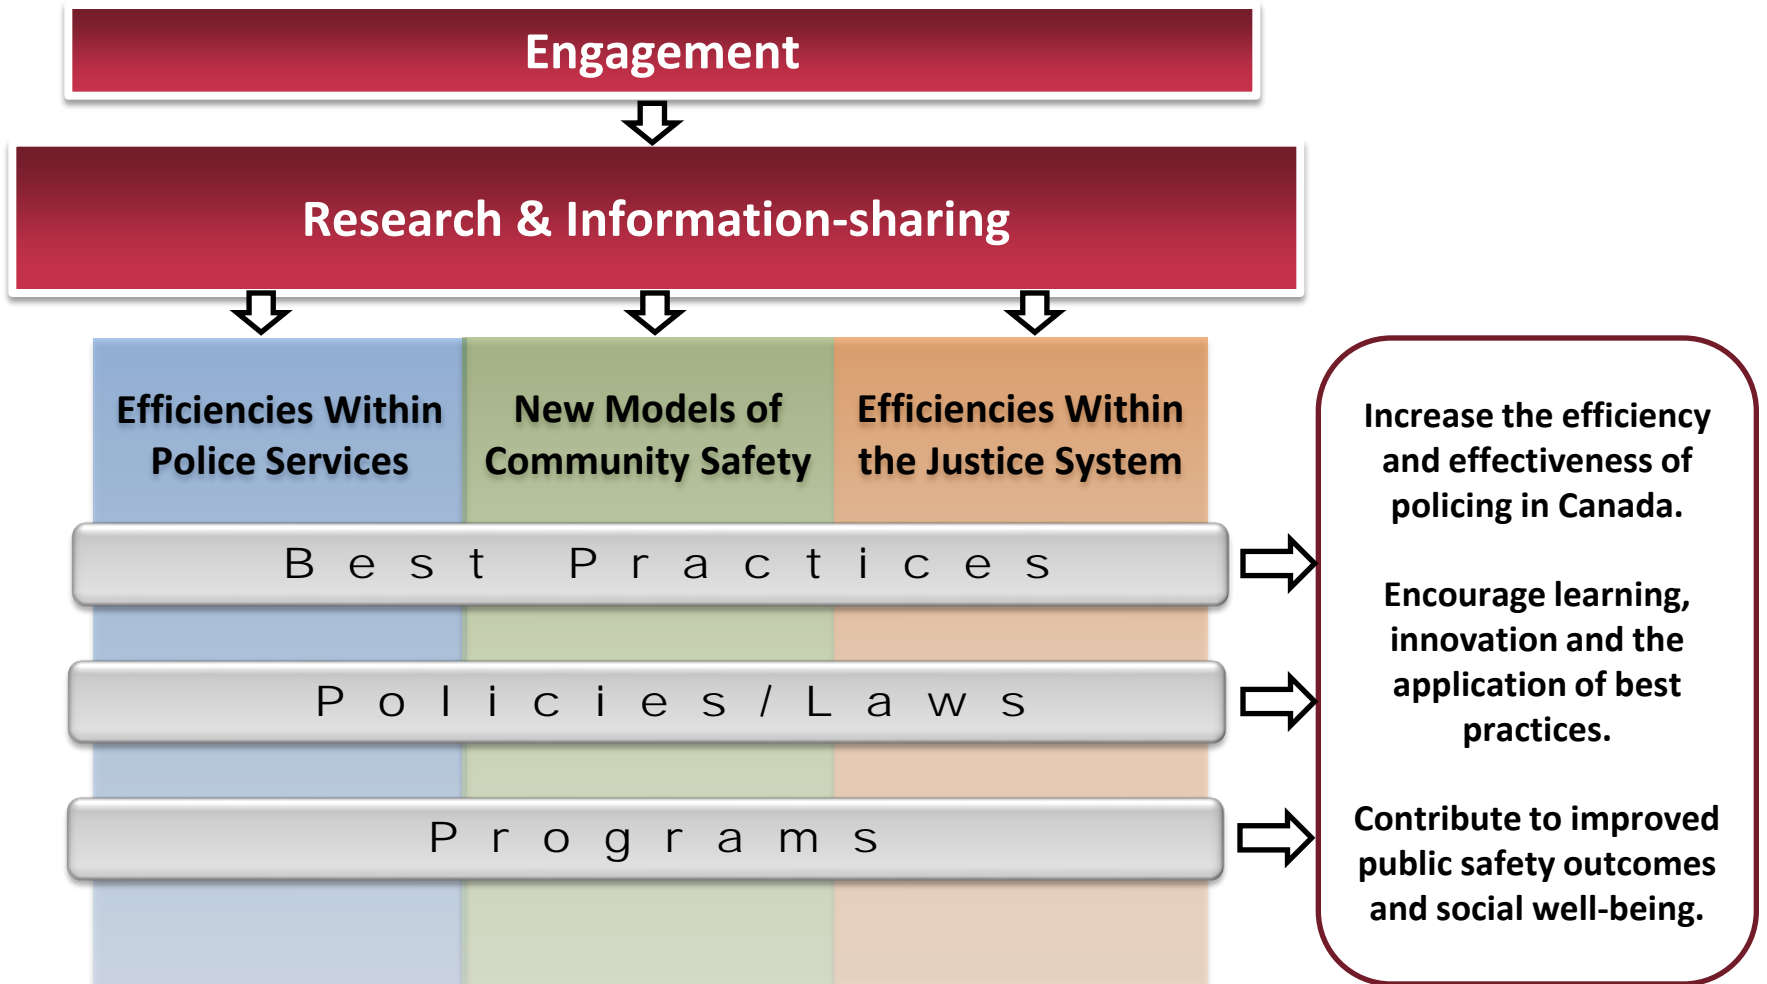 Engagement
Research & Information-sharing
Efficiencies Within
Police Services
New Models of
Community Safety
Efficiencies Within
the Justice System
Best Practices
Policies/Laws
Programs
Increase the efficiency
and effectiveness of
policing in Canada.
Encourage learning,
innovation and the
application of best
practices.
Contribute to improved
public safety outcomes
and social well-being.